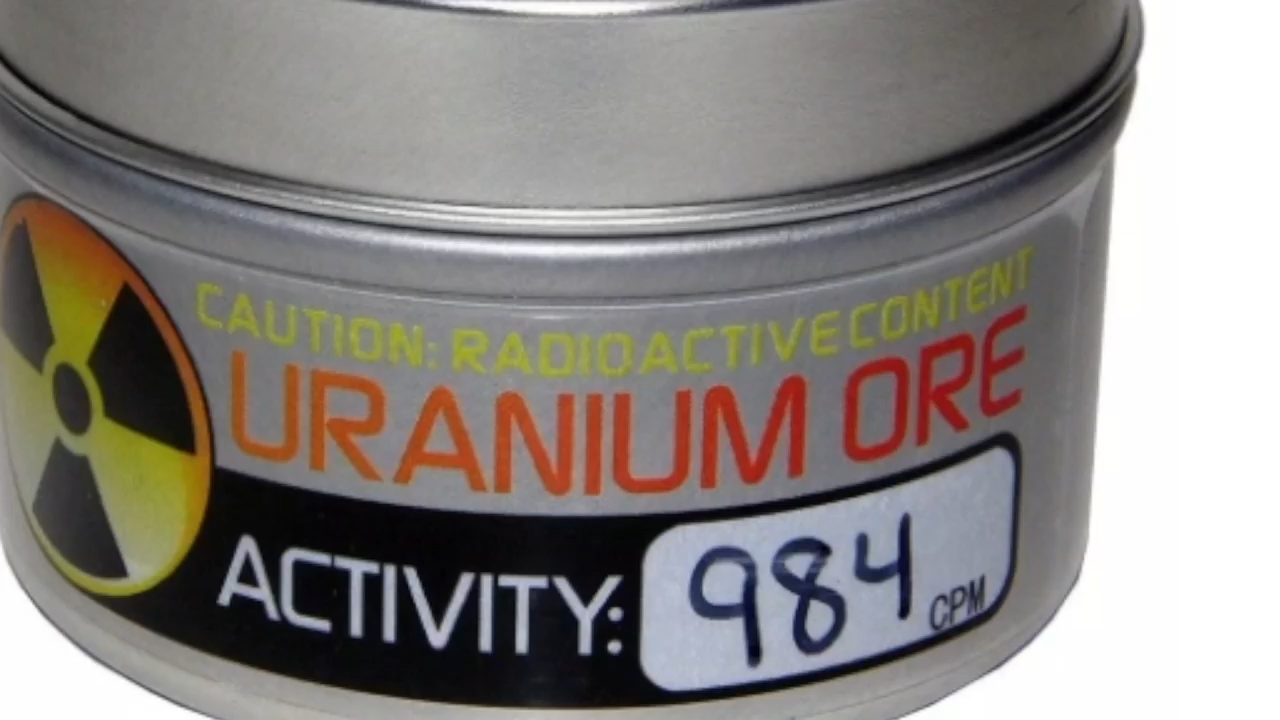 CAUTION: RADIOACTIVE CONTENT
URANIUM ORE
ACTIVITY: 984 CPM